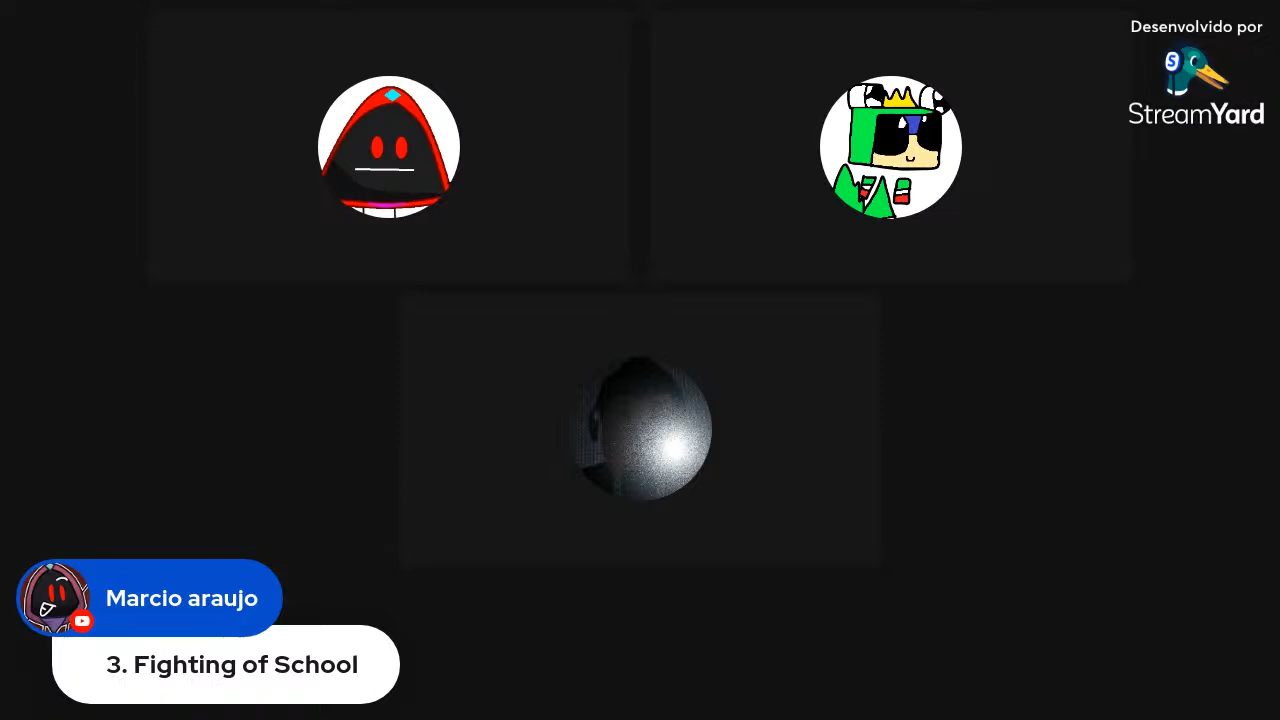 Desenvolvido por
S
StreamYard
Marcio araujo
3. Fighting of School